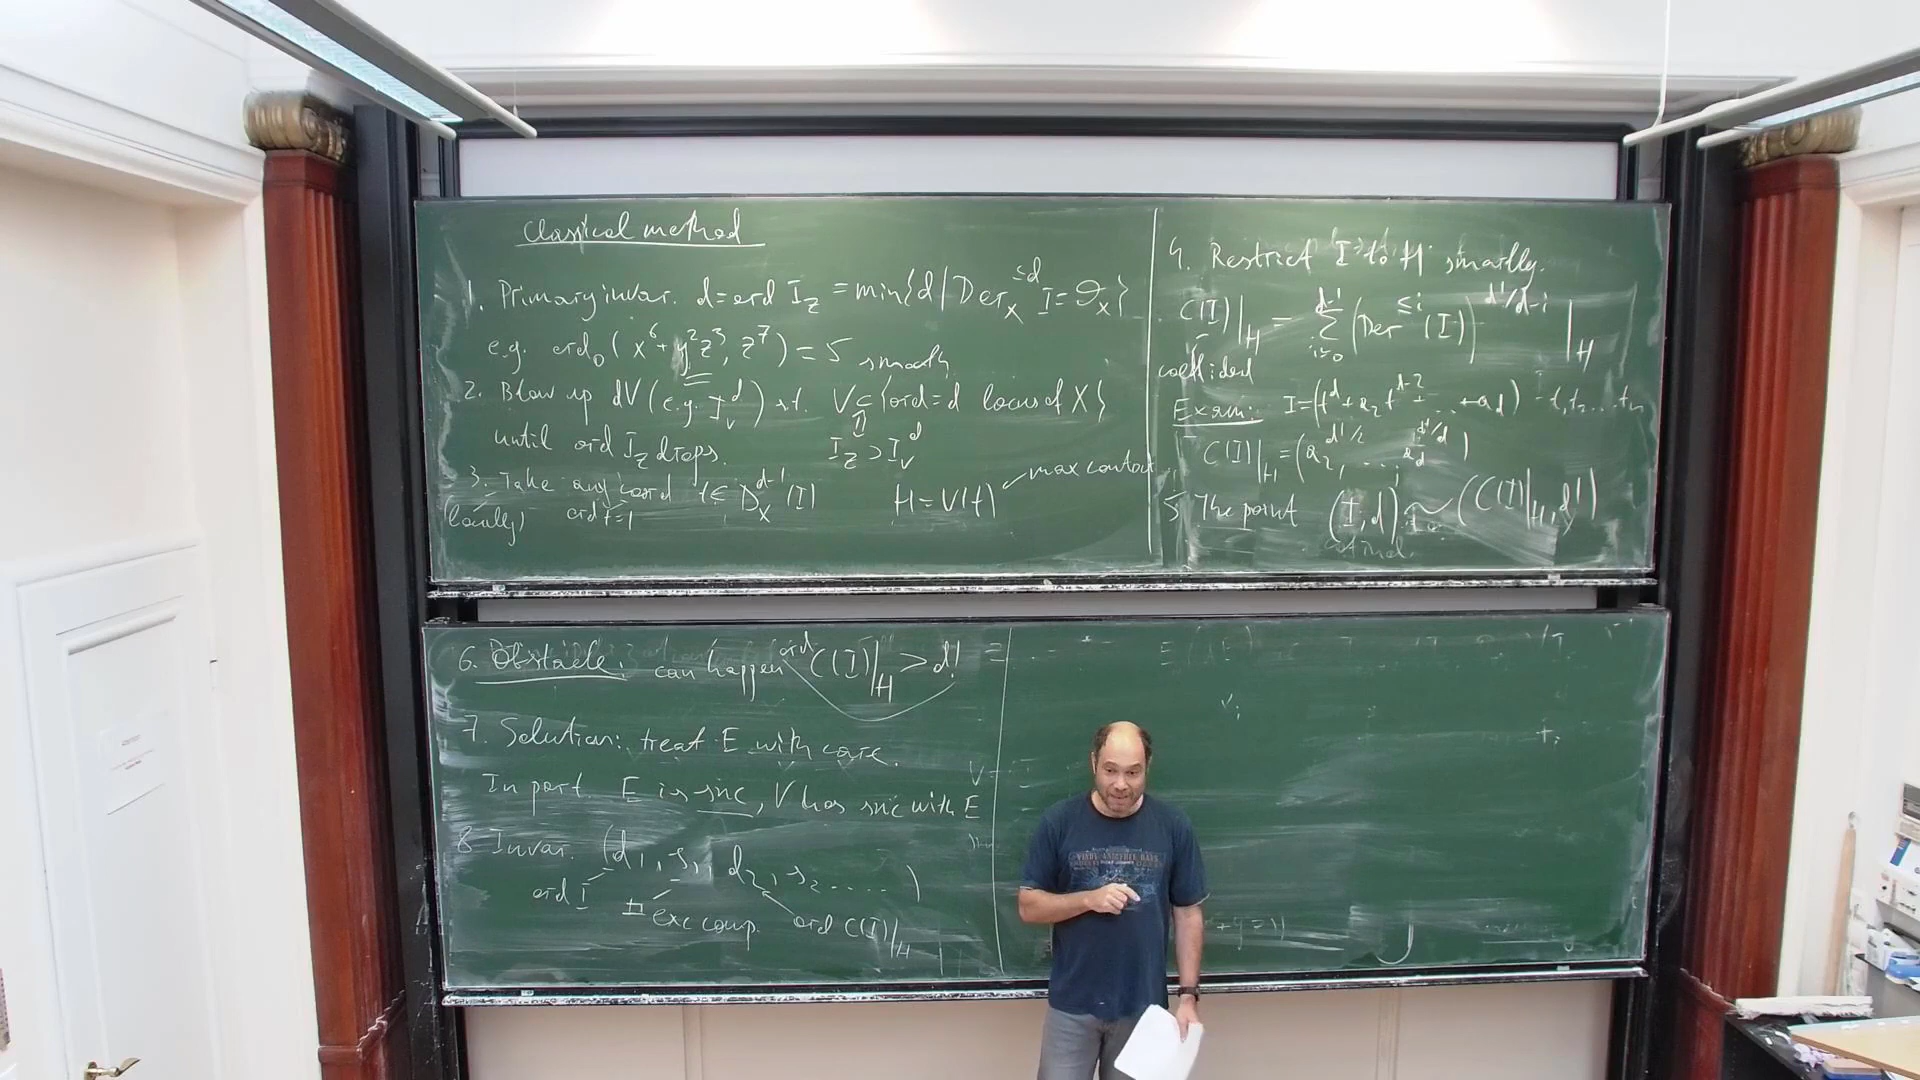 Classical method
1. Primary invar. d = ord I_Z = min{d | Der_X^{≤d} I = O_X}
e.g. ord_0 (x^6 + y^2 z^3, z^7) = 5
2. Blow up dV (e.g. I_V^d) s.t. V ⊆ {ord = d locus of X}
smooth
until ord I_Z drops. I_Z ⊃ I_V^d
3. Take any coord t ∈ D_X^{d-1}(I) H = V(t) max contact
(locally) ord t = 1
4. Restrict I to H smartly.
C(I)|_H = Σ_{i=0}^{d-1} (Der^{≤i}(I))^{d!/d-i} |_H
Exam: I = (t^d + a_2 t^{d-2} + ... + a_d)
C(I)|_H = (a_2^{d!/2}, ..., a_d^{d!/d})
5. The point (I, d) ~ (C(I)|_H, d!)
6. Obstacle: can happen ord C(I)|_H > d!
7. Solution: treat E with care.
In part. E is snc, V has snc with E
8 Invar. (d_1, s_1, d_2, s_2 .....)
ord I # exc comp. ord C(I)|_H